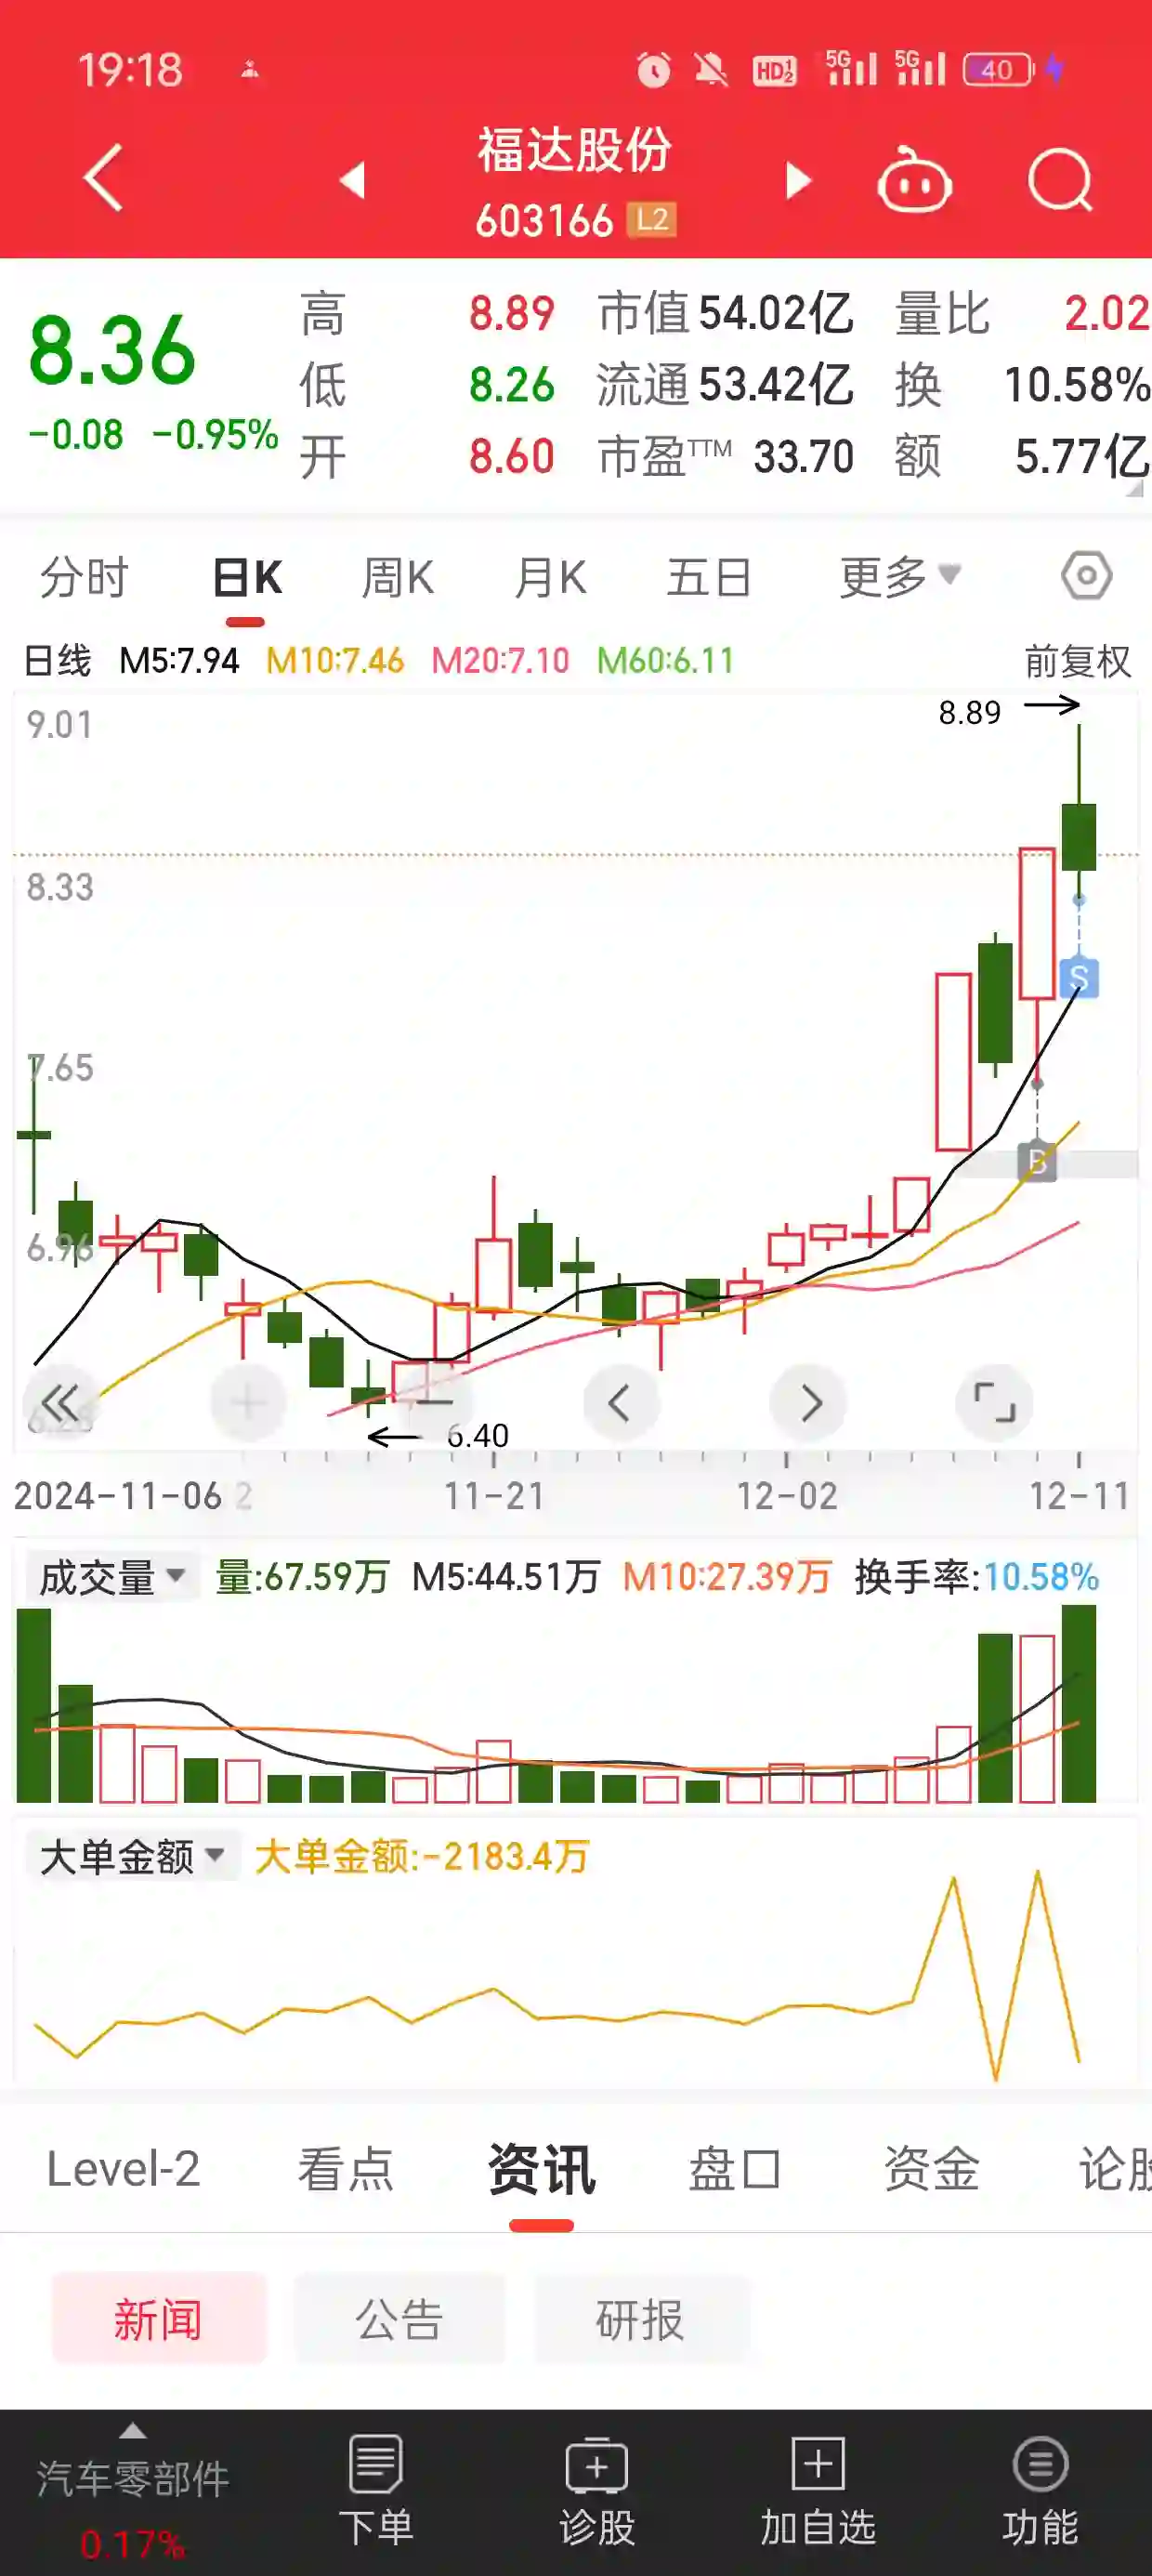 19:18 HD 1 2 5G 5G 40
福达股份
603166 L2
8.36
-0.08 -0.95%
高 8.89 市值 54.02亿 量比 2.02
低 8.26 流通 53.42亿 换 10.58%
开 8.60 市盈TTM 33.70 额 5.77亿
分时 日K 周K 月K 五日 更多
日线 M5:7.94 M10:7.46 M20:7.10 M60:6.11 前复权
9.01
8.89
8.33
S
7.65
B
6.96
6.28
6.40
2024-11-06 2 11-21 12-02 12-11
成交量 量:67.59万 M5:44.51万 M10:27.39万 换手率:10.58%
大单金额 大单金额:-2183.4万
Level-2 看点 资讯 盘口 资金 论股
新闻 公告 研报
汽车零部件
0.17%
下单 诊股 加自选 功能